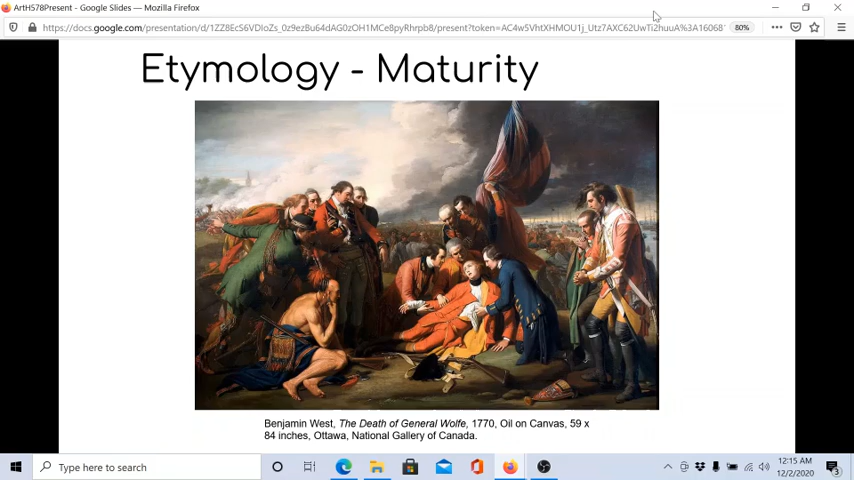 ArtH578Present - Google Slides — Mozilla Firefox
80%
Etymology - Maturity
Benjamin West, The Death of General Wolfe, 1770, Oil on Canvas, 59 x
84 inches, Ottawa, National Gallery of Canada.
Type here to search
12:15 AM
12/2/2020
3